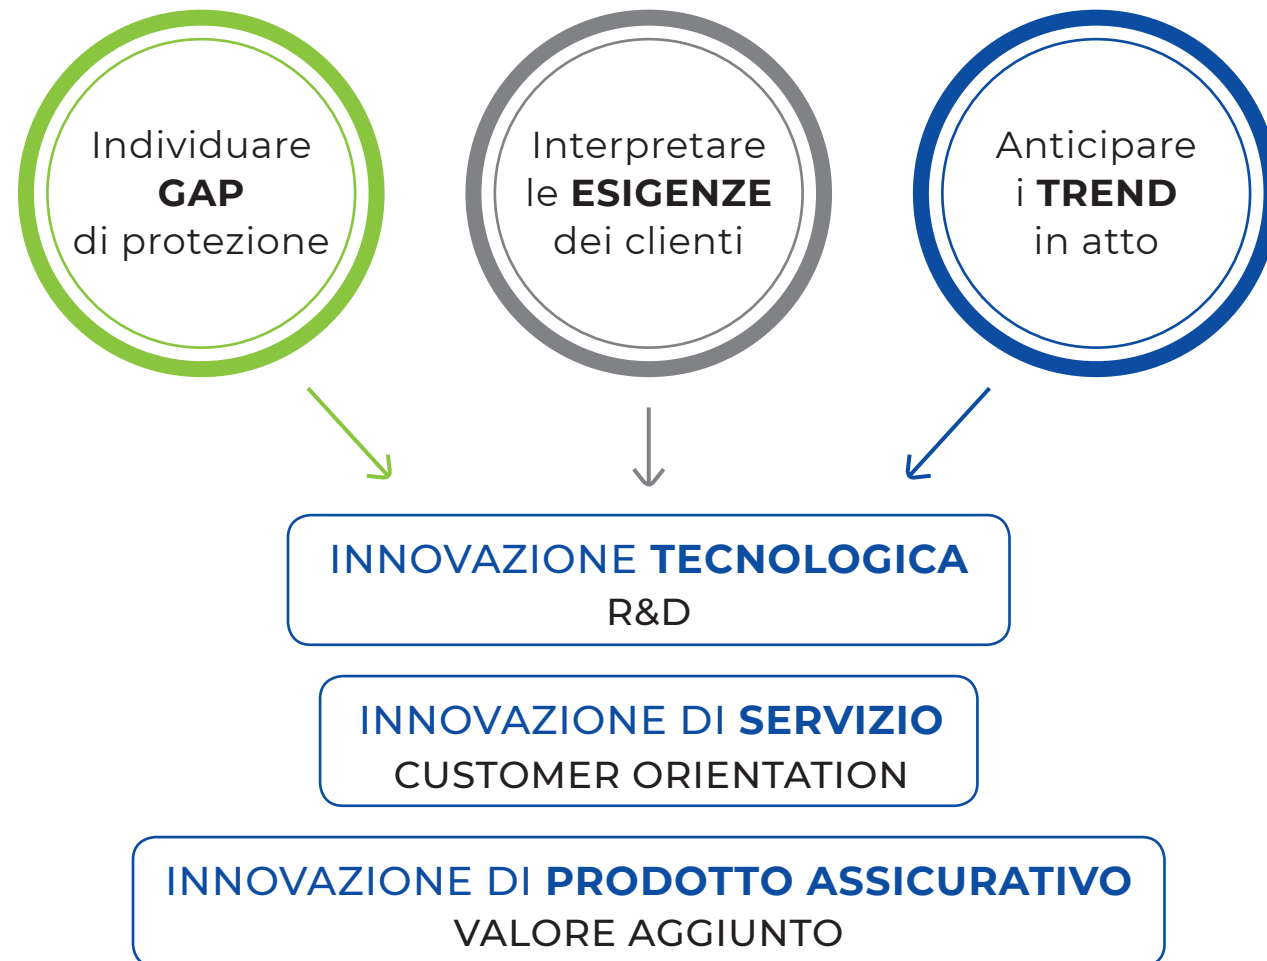 Individuare
GAP
di protezione
Interpretare
le ESIGENZE
dei clienti
Anticipare
i TREND
in atto
INNOVAZIONE TECNOLOGICA
R&D
INNOVAZIONE DI SERVIZIO
CUSTOMER ORIENTATION
INNOVAZIONE DI PRODOTTO ASSICURATIVO
VALORE AGGIUNTO